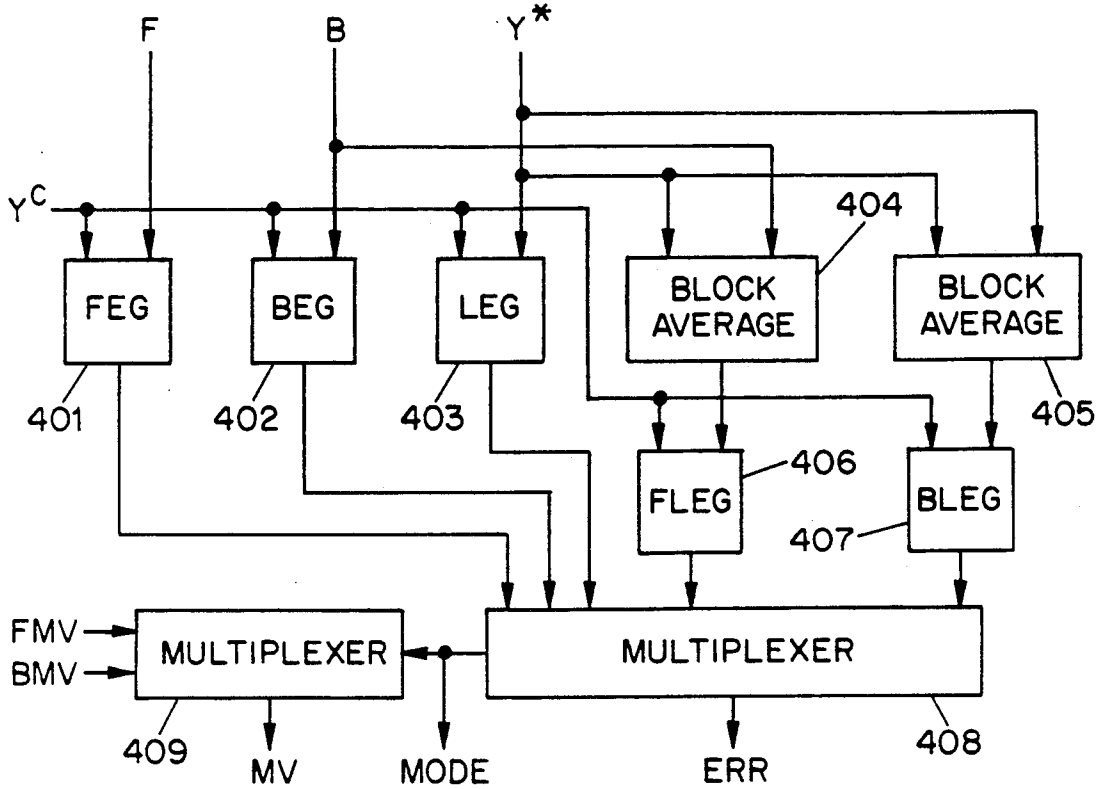 F B Y*
Y^C
404
FEG BEG LEG BLOCK AVERAGE BLOCK AVERAGE
401 402 403 405
406
FLEG BLEG
407
FMV
BMV
MULTIPLEXER MULTIPLEXER
409 408
MV MODE ERR